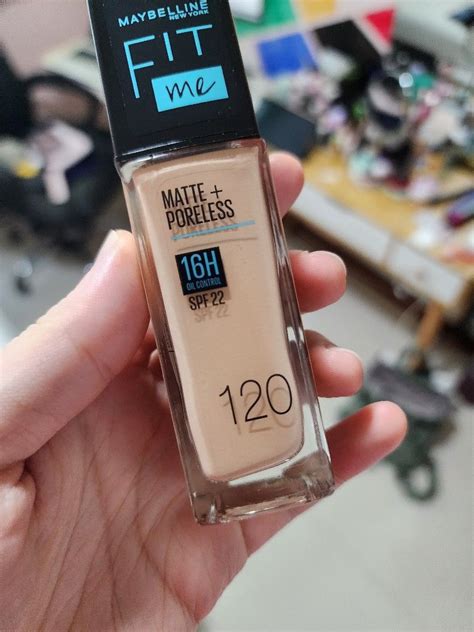 MAYBELLINE
NEW YORK
FIT
me
MATTE +
PORELESS
16H
OIL CONTROL
SPF 22
120